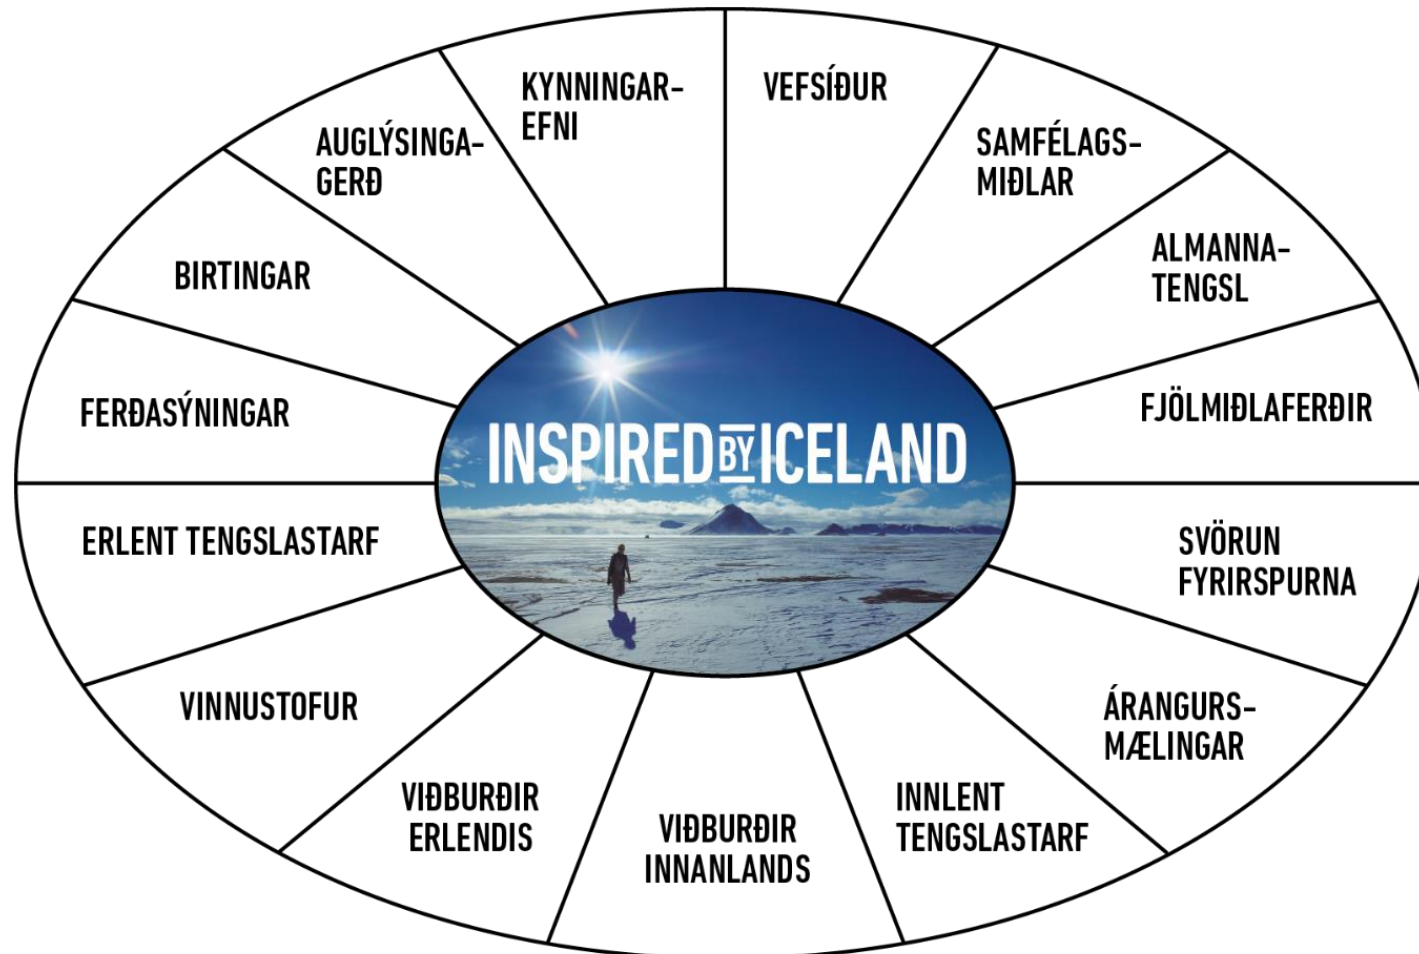 KYNNINGAR-
EFNI
VEFSÍÐUR
SAMFÉLAGS-
MIÐLAR
ALMANNA-
TENGSL
FJÖLMIÐLAFERÐIR
SVÖRUN
FYRIRSPURNA
ÁRANGURS-
MÆLINGAR
INNLENT
TENGSLASTARF
VIÐBURÐIR
INNANLANDS
VIÐBURÐIR
ERLENDIS
VINNUSTOFUR
ERLENT TENGSLASTARF
FERÐASÝNINGAR
BIRTINGAR
AUGLÝSINGA-
GERÐ
INSPIRED BY ICELAND